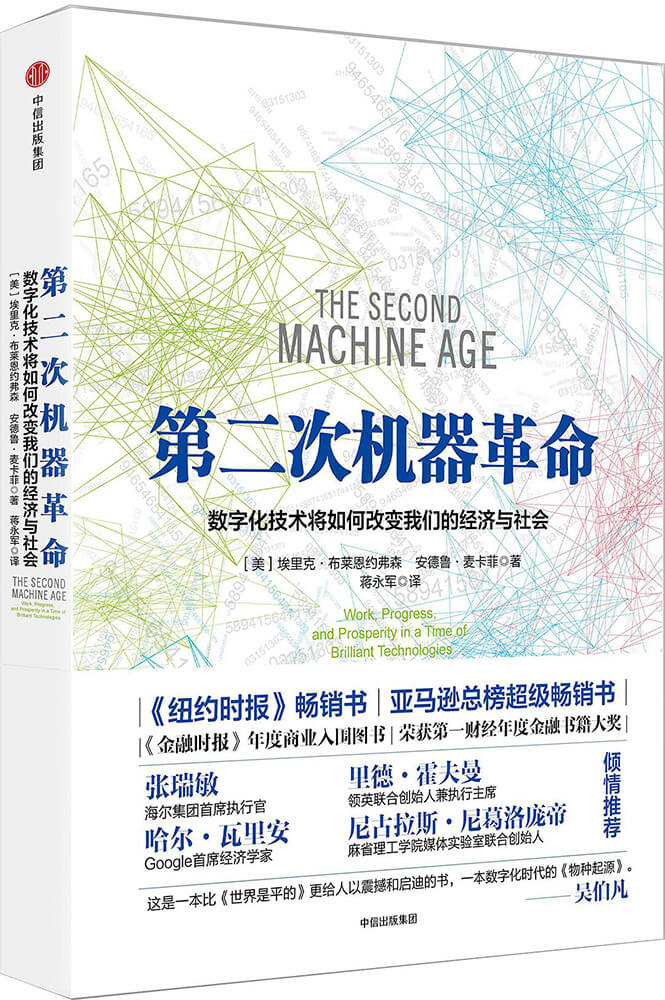 中信出版集团
第二次机器革命
数字化技术将如何改变我们的经济与社会
[美]埃里克·布莱恩约弗森 安德鲁·麦卡菲◎著 蒋永军◎译
THE SECOND
MACHINE AGE
Work, Progress,
and Prosperity in a Time of
Brilliant Technologies
THE SECOND
MACHINE AGE
第二次机器革命
数字化技术将如何改变我们的经济与社会
[美]埃里克·布莱恩约弗森 安德鲁·麦卡菲◎著
蒋永军◎译
Work, Progress,
and Prosperity in a Time of
Brilliant Technologies
《纽约时报》畅销书|亚马逊总榜超级畅销书
《金融时报》年度商业入围图书|荣获第一财经年度金融书籍大奖
张瑞敏
海尔集团首席执行官
里德·霍夫曼
领英联合创始人兼执行主席
哈尔·瓦里安
Google首席经济学家
尼古拉斯·尼葛洛庞帝
麻省理工学院媒体实验室联合创始人
倾情推荐
这是一本比《世界是平的》更给人以震撼和启迪的书，一本数字化时代的《物种起源》。
——吴伯凡
中信出版集团